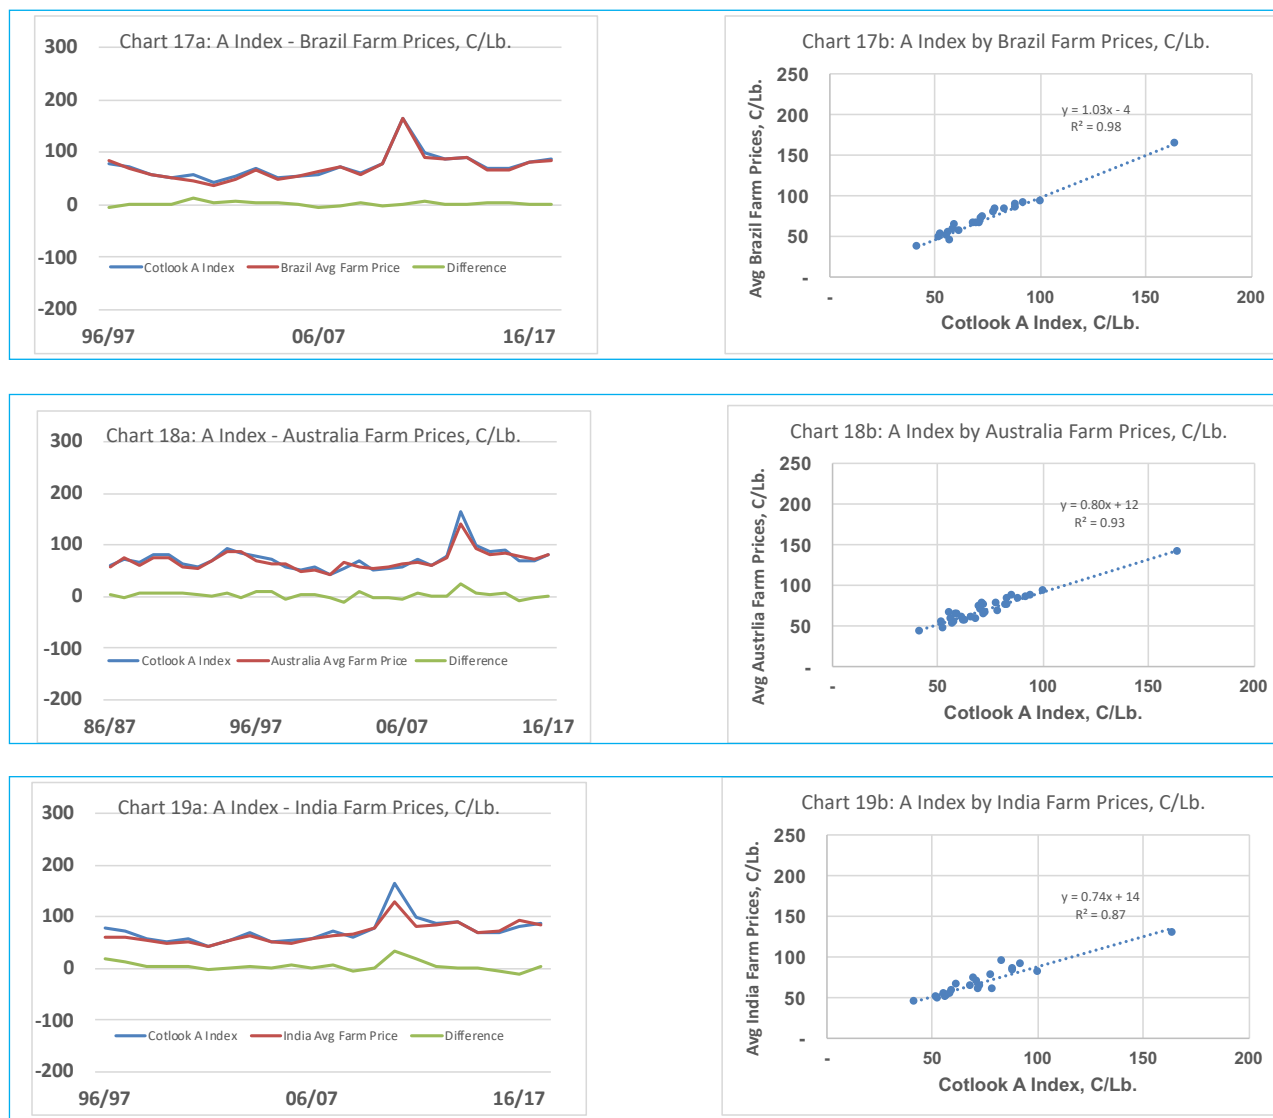 Chart 17a: A Index - Brazil Farm Prices, C/Lb.
300
200
100
0
-100
-200
Cotlook A Index
Brazil Avg Farm Price
Difference
96/97
06/07
16/17
Chart 17b: A Index by Brazil Farm Prices, C/Lb.
Avg Brazil Farm Prices, C/Lb.
250
200
150
100
50
-
y = 1.03x - 4
R² = 0.98
-
50
100
150
200
Cotlook A Index, C/Lb.
Chart 18a: A Index - Australia Farm Prices, C/Lb.
300
200
100
0
-100
-200
Cotlook A Index
Australia Avg Farm Price
Difference
86/87
96/97
06/07
16/17
Chart 18b: A Index by Australia Farm Prices, C/Lb.
Avg Austrlia Farm Prices, C/Lb.
250
200
150
100
50
-
y = 0.80x + 12
R² = 0.93
-
50
100
150
200
Cotlook A Index, C/Lb.
Chart 19a: A Index - India Farm Prices, C/Lb.
300
200
100
0
-100
-200
Cotlook A Index
India Avg Farm Price
Difference
96/97
06/07
16/17
Chart 19b: A Index by India Farm Prices, C/Lb.
Avg India Farm Prices, C/Lb.
250
200
150
100
50
-
y = 0.74x + 14
R² = 0.87
-
50
100
150
200
Cotlook A Index, C/Lb.